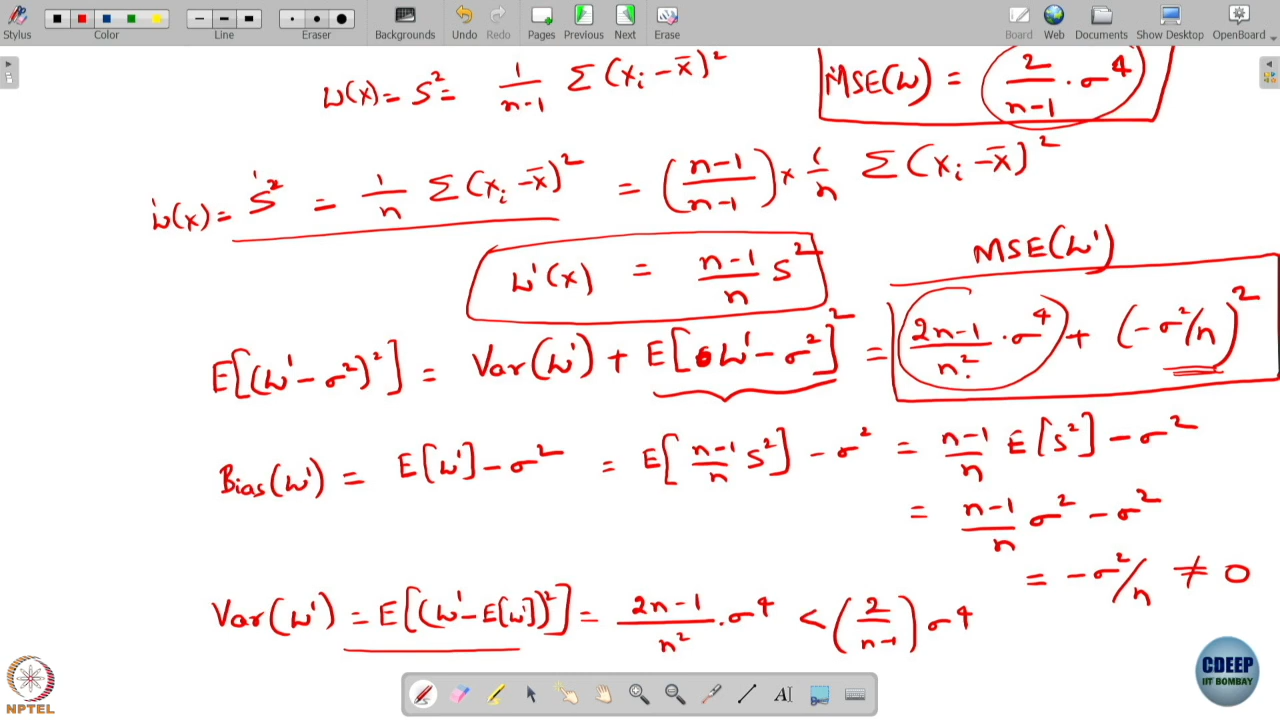 Stylus Color Line Eraser Backgrounds Undo Redo Pages Previous Next Erase Board Web Documents Show Desktop OpenBoard
W(x) = S² = 1/(n-1) Σ(x_i - x̄)²
MSE(W) = (2/(n-1) · σ⁴)
W'(x) = S'² = 1/n Σ(x_i - x̄)² = ((n-1)/(n-1)) × 1/n Σ(x_i - x̄)²
MSE(W')
W'(x) = (n-1)/n S²
E[(W' - σ²)²] = Var(W') + E[W' - σ²]² = (2n-1)/n² · σ⁴ + (-σ²/n)²
Bias(W') = E[W'] - σ² = E[(n-1)/n S²] - σ² = (n-1)/n E[S²] - σ²
= (n-1)/n σ² - σ²
= -σ²/n ≠ 0
Var(W') = E[(W' - E[W'])²] = (2n-1)/n² · σ⁴ < (2/(n-1)) σ⁴
NPTEL
CDEEP
IIT BOMBAY